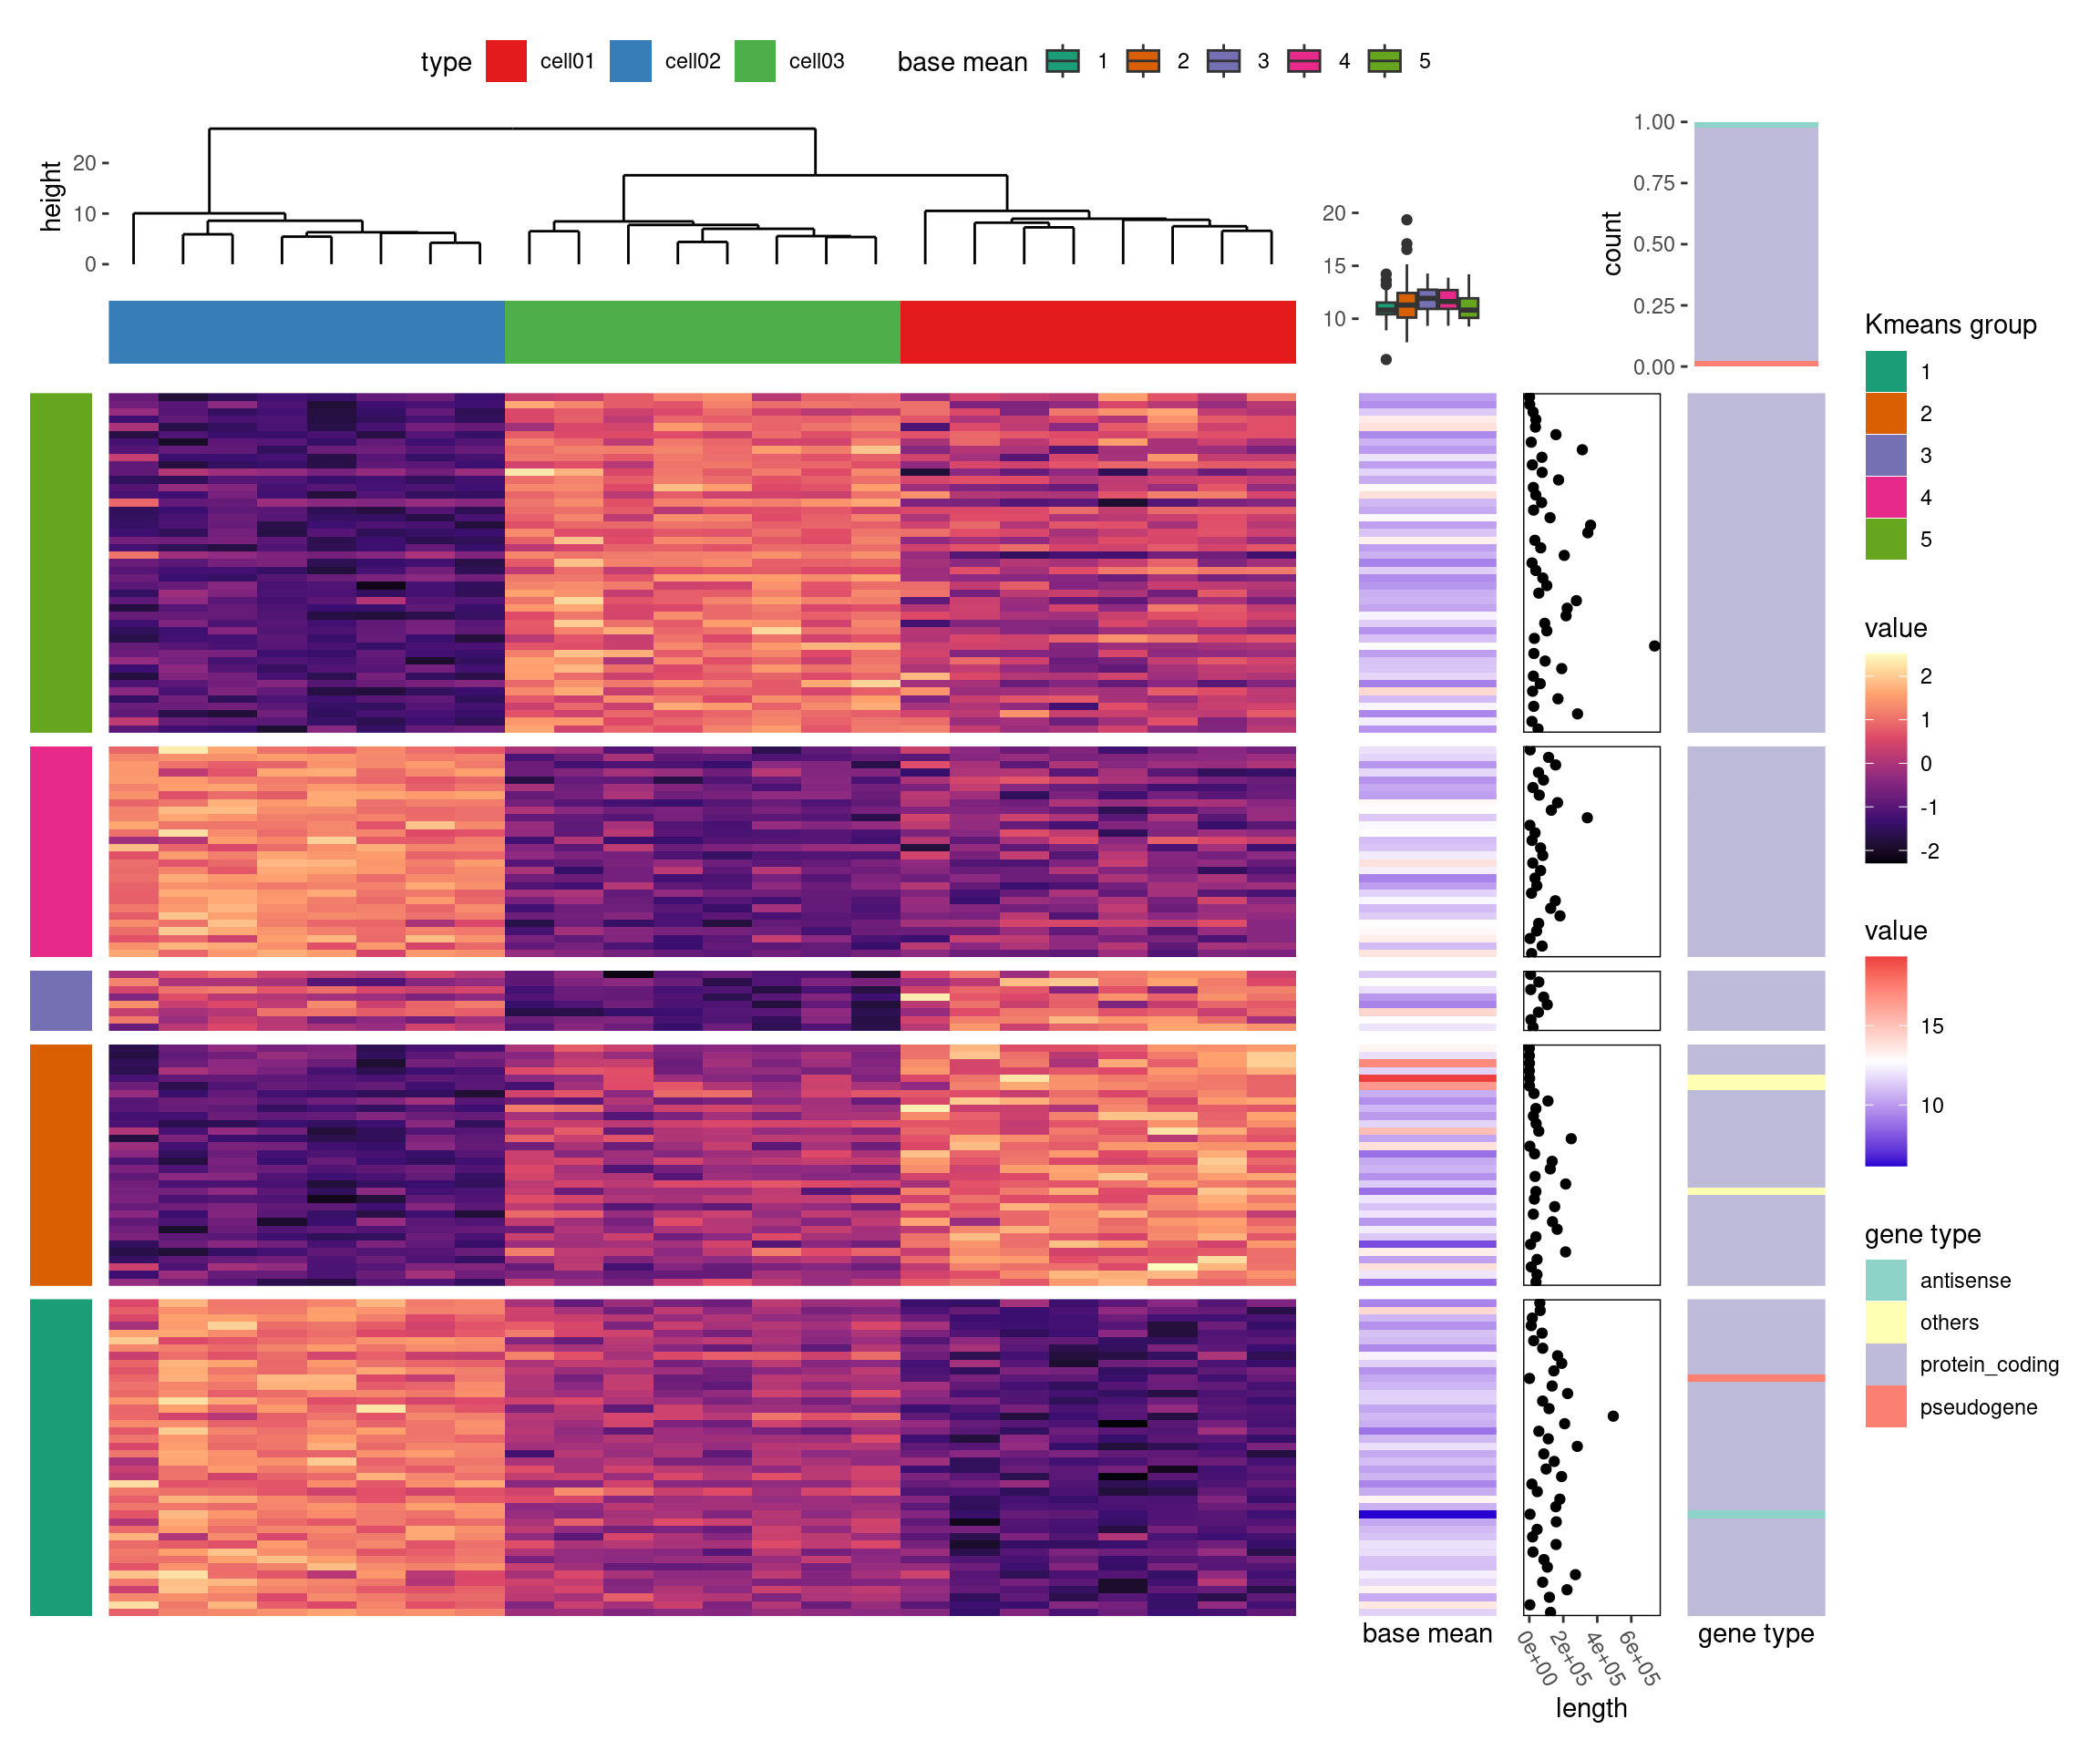 type cell01 cell02 cell03 base mean 1 2 3 4 5
height
20
10
0
20
15
10
count
1.00
0.75
0.50
0.25
0.00
Kmeans group
1
2
3
4
5
value
2
1
0
-1
-2
value
15
10
gene type
antisense
others
protein_coding
pseudogene
base mean
0e+00 2e+05 4e+05 6e+05
length
gene type